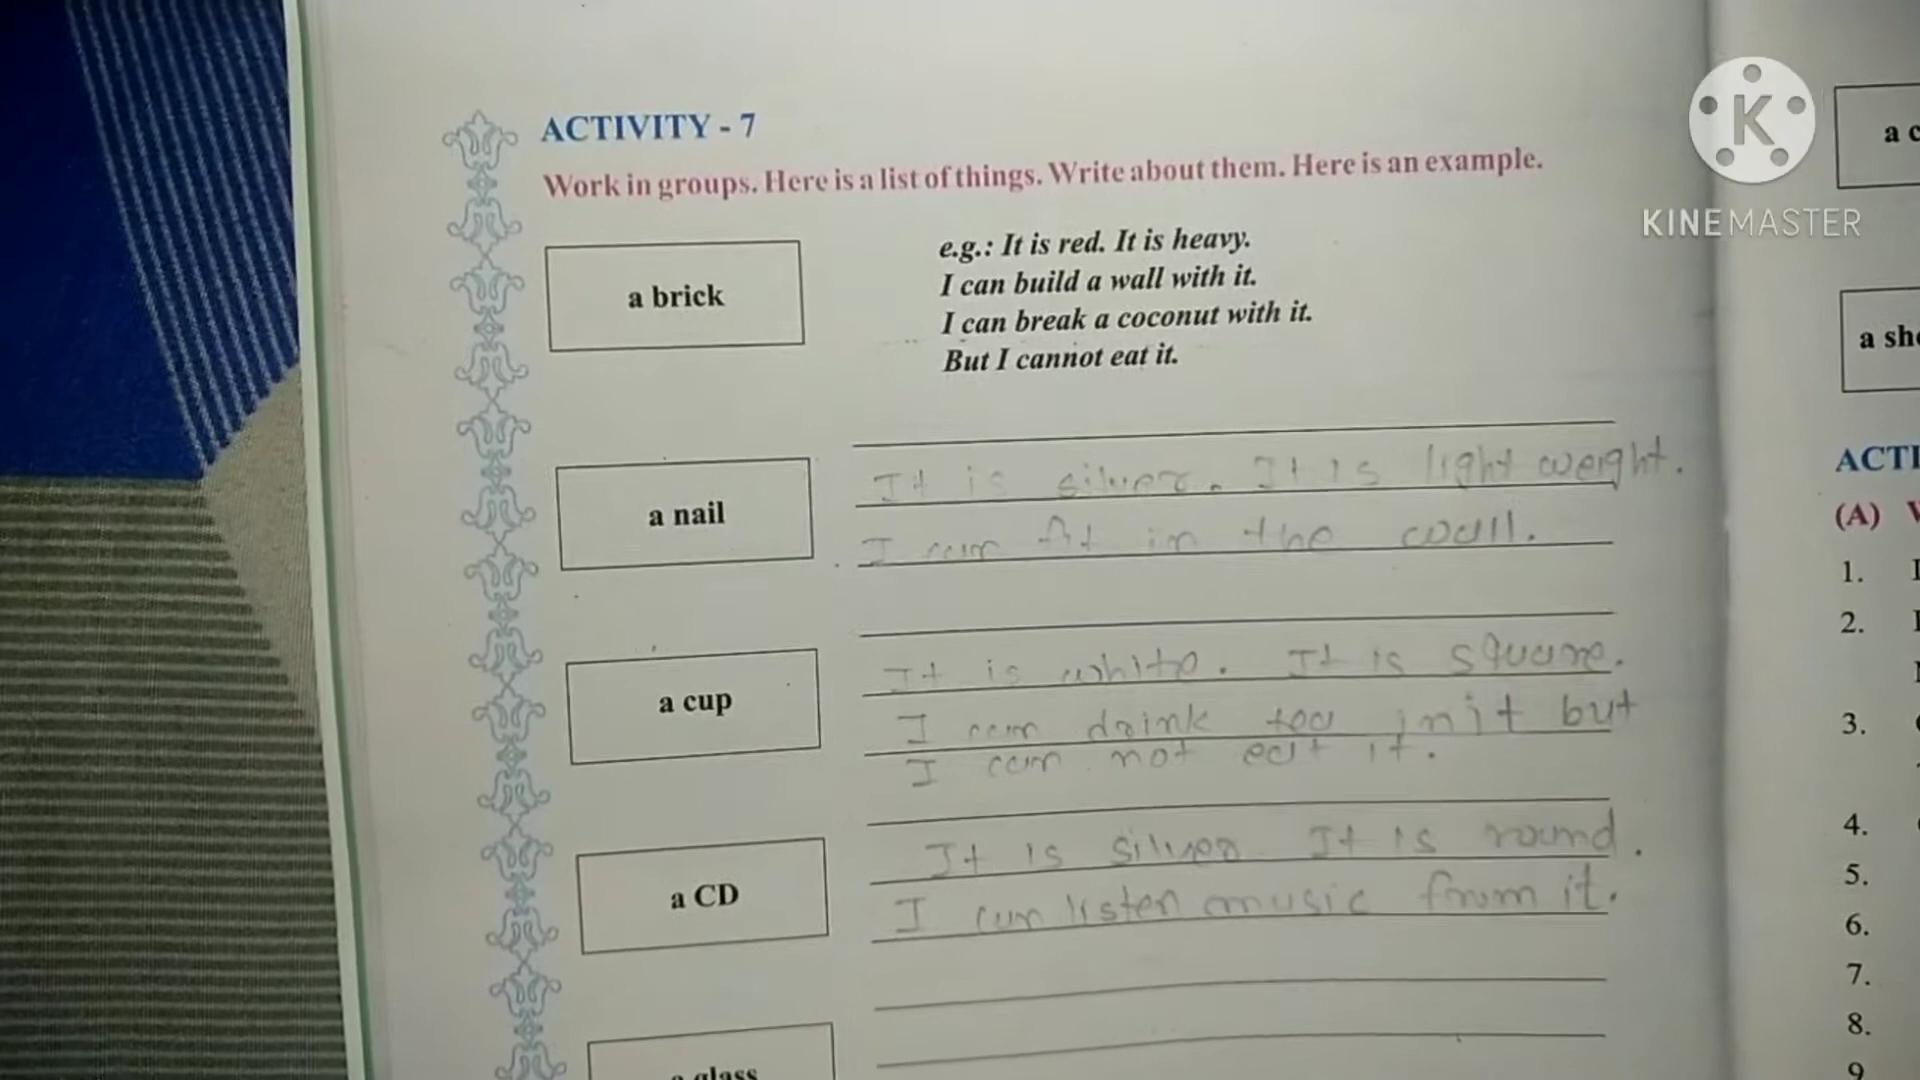 ACTIVITY - 7
Work in groups. Here is a list of things. Write about them. Here is an example.
a brick
e.g.: It is red. It is heavy.
I can build a wall with it.
I can break a coconut with it.
But I cannot eat it.
a nail
It is silver. It is light weight.
I can fit in the wall.
a cup
It is white. It is square.
I can drink tea in it but
I can not eat it.
a CD
It is silver It is round.
I can listen music from it.
a glass
KINEMASTER
K
a c
a sh
ACTI
(A)
1.
2.
3.
4.
5.
6.
7.
8.
9